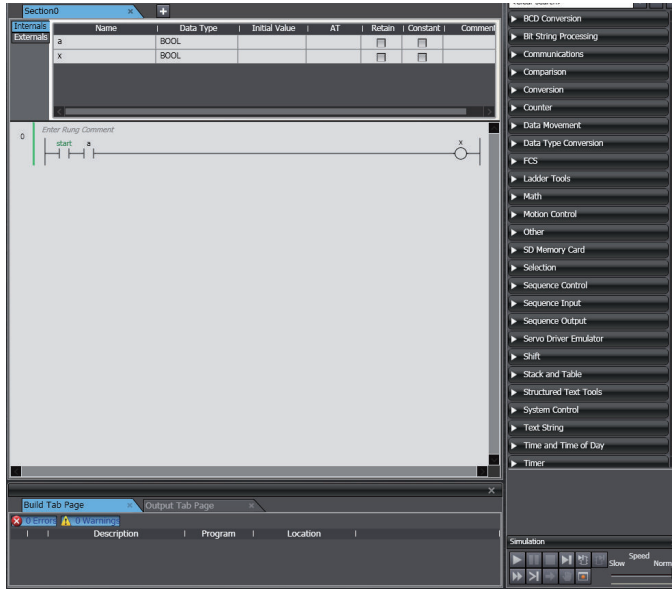 Section0 × +
Internals
Externals
Name Data Type Initial Value AT Retain Constant Comment
a BOOL
x BOOL
0 Enter Rung Comment
start a x
BCD Conversion
Bit String Processing
Communications
Comparison
Conversion
Counter
Data Movement
Data Type Conversion
FCS
Ladder Tools
Math
Motion Control
Other
SD Memory Card
Selection
Sequence Control
Sequence Input
Sequence Output
Servo Driver Emulator
Shift
Stack and Table
Structured Text Tools
System Control
Text String
Time and Time of Day
Timer
Build Tab Page × Output Tab Page ×
0 Errors 0 Warnings
Description Program Location
Simulation
Speed
Slow Norm